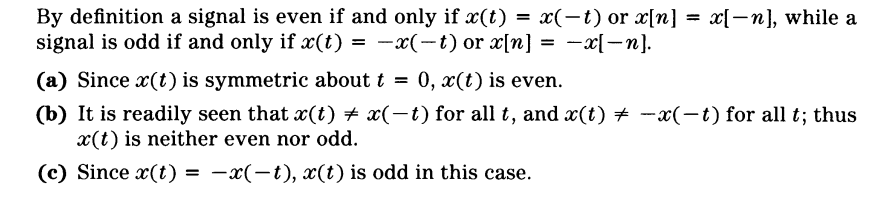 By definition a signal is even if and only if x(t) = x(−t) or x[n] = x[−n], while a
signal is odd if and only if x(t) = −x(−t) or x[n] = −x[−n].
(a) Since x(t) is symmetric about t = 0, x(t) is even.
(b) It is readily seen that x(t) ≠ x(−t) for all t, and x(t) ≠ −x(−t) for all t; thus
x(t) is neither even nor odd.
(c) Since x(t) = −x(−t), x(t) is odd in this case.